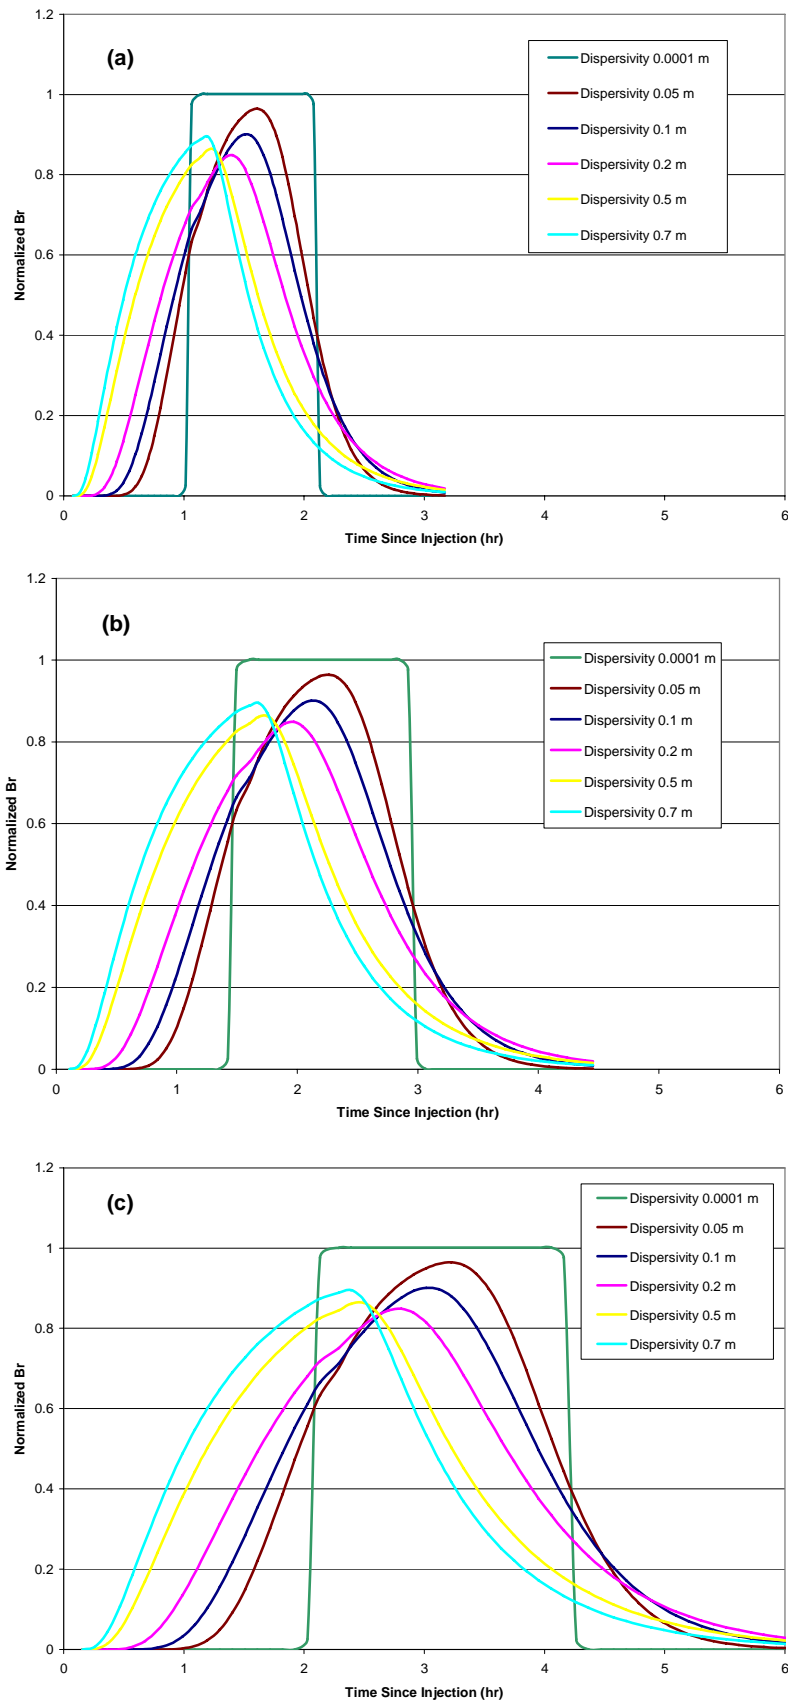 (a)
1.2
1
0.8
0.6
0.4
0.2
0
Normalized Br
Dispersivity 0.0001 m
Dispersivity 0.05 m
Dispersivity 0.1 m
Dispersivity 0.2 m
Dispersivity 0.5 m
Dispersivity 0.7 m
0 1 2 3 4 5 6
Time Since Injection (hr)
(b)
1.2
1
0.8
0.6
0.4
0.2
0
Normalized Br
Dispersivity 0.0001 m
Dispersivity 0.05 m
Dispersivity 0.1 m
Dispersivity 0.2 m
Dispersivity 0.5 m
Dispersivity 0.7 m
0 1 2 3 4 5 6
Time Since Injection (hr)
(c)
1.2
1
0.8
0.6
0.4
0.2
0
Normalized Br
Dispersivity 0.0001 m
Dispersivity 0.05 m
Dispersivity 0.1 m
Dispersivity 0.2 m
Dispersivity 0.5 m
Dispersivity 0.7 m
0 1 2 3 4 5 6
Time Since Injection (hr)